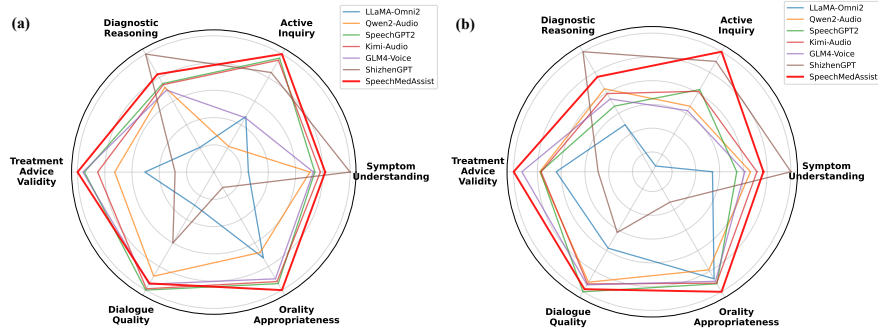 (a)
Diagnostic
Reasoning
Active
Inquiry
Treatment
Advice
Validity
Symptom
Understanding
Dialogue
Quality
Orality
Appropriateness
LLaMA-Omni2
Qwen2-Audio
SpeechGPT2
Kimi-Audio
GLM4-Voice
ShizhenGPT
SpeechMedAssist
(b)
Diagnostic
Reasoning
Active
Inquiry
Treatment
Advice
Validity
Symptom
Understanding
Dialogue
Quality
Orality
Appropriateness
LLaMA-Omni2
Qwen2-Audio
SpeechGPT2
Kimi-Audio
GLM4-Voice
ShizhenGPT
SpeechMedAssist